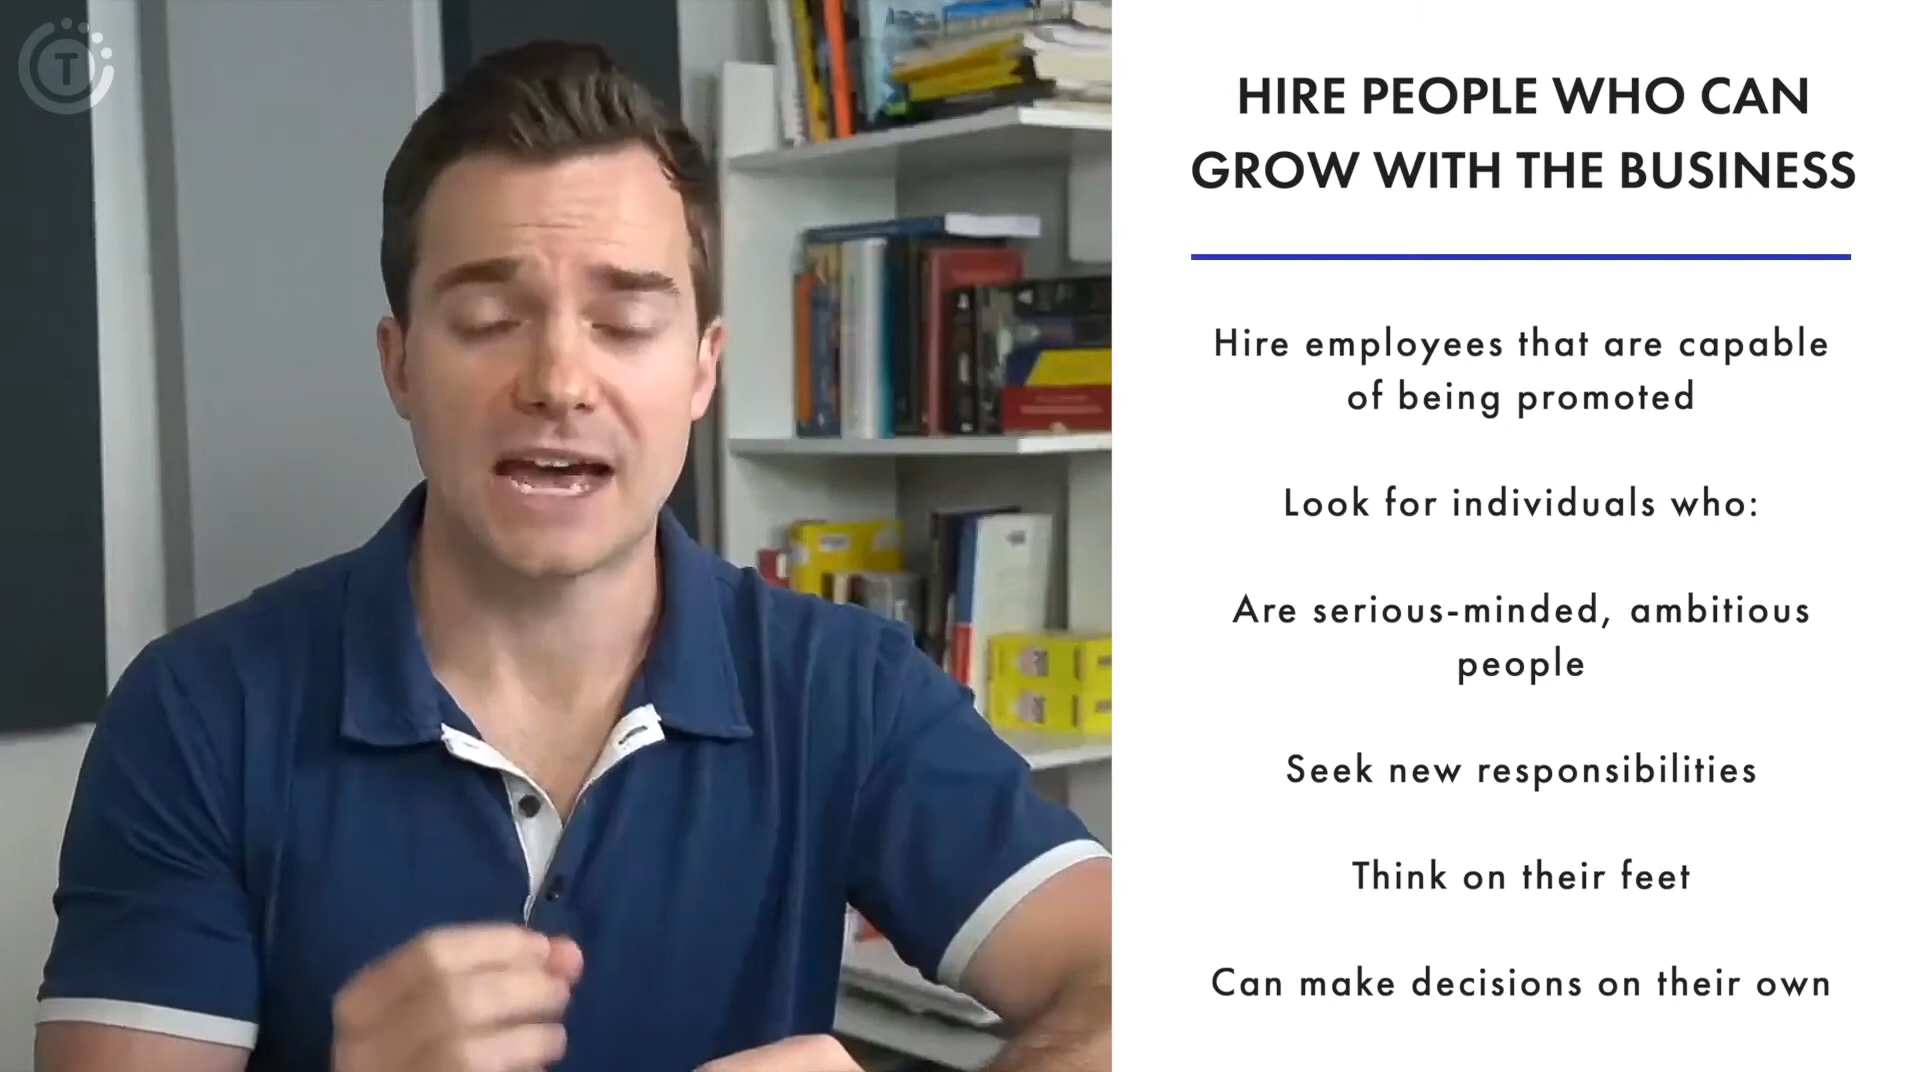 T
HIRE PEOPLE WHO CAN
GROW WITH THE BUSINESS
Hire employees that are capable
of being promoted
Look for individuals who:
Are serious-minded, ambitious
people
Seek new responsibilities
Think on their feet
Can make decisions on their own